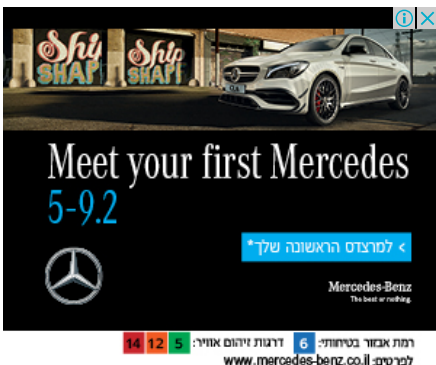 Ship
SHAPE
Ship
SHAPE
CLA
Meet your first Mercedes
5-9.2
למרצדס הראשונה שלך* >
Mercedes-Benz
The best or nothing.
רמת אבזור בטיחותי: 6 דרגות זיהום אוויר: 5 12 14
לפרטים: www.mercedes-benz.co.il